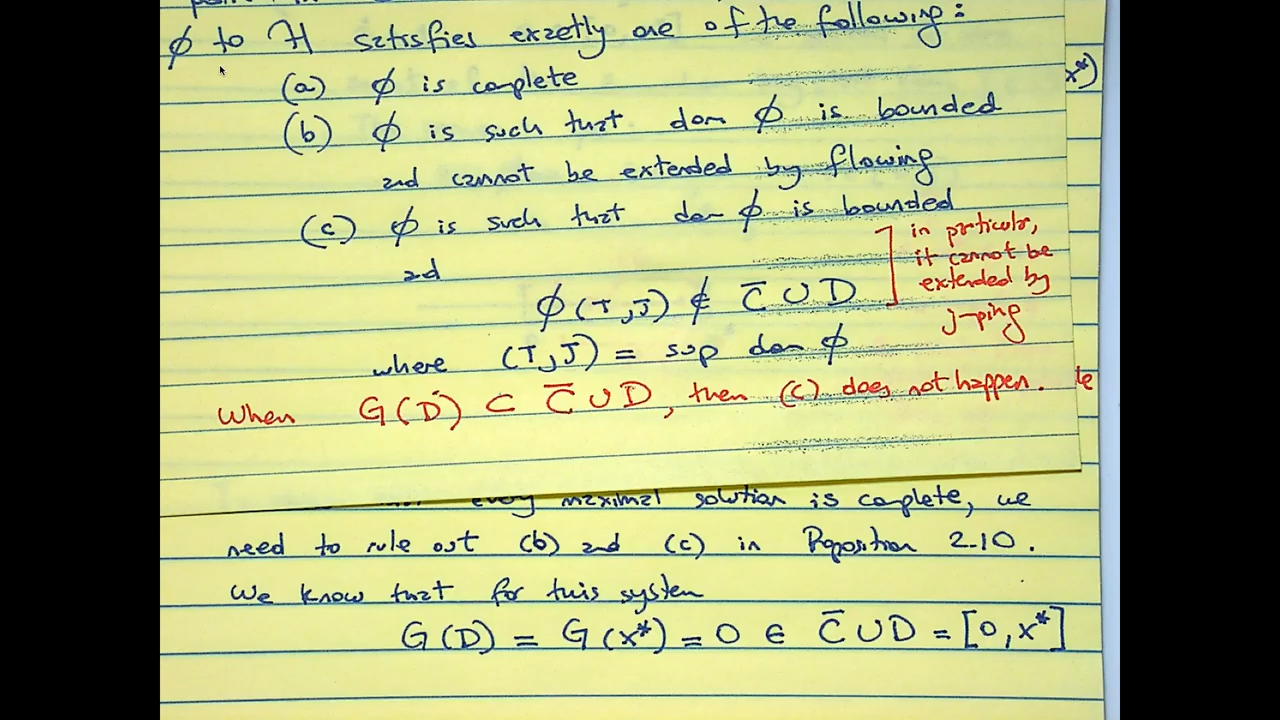 φ to H satisfies exactly one of the following:
x*)
(a) φ is complete
(b) φ is such that dom φ is bounded
and cannot be extended by flowing
(c) φ is such that dom φ is bounded
and
in particular,
it cannot be
extended by
jumping
φ(T,J) ∉ C̄ ∪ D
where (T,J) = sup dom φ
When G(D) ⊂ C̄ ∪ D, then (c) does not happen.
every maximal solution is complete, we
need to rule out (b) and (c) in Proposition 2.10.
We know that for this system
G(D) = G(x*) = 0 ∈ C̄ ∪ D = [0, x*]